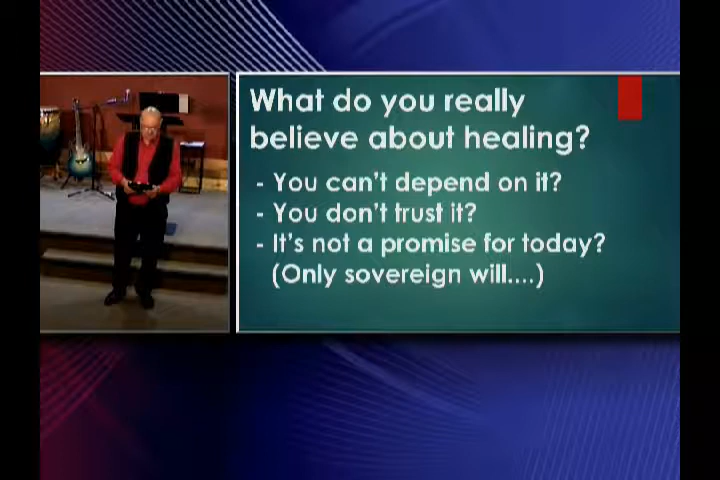 What do you really
believe about healing?
- You can't depend on it?
- You don't trust it?
- It's not a promise for today?
(Only sovereign will....)